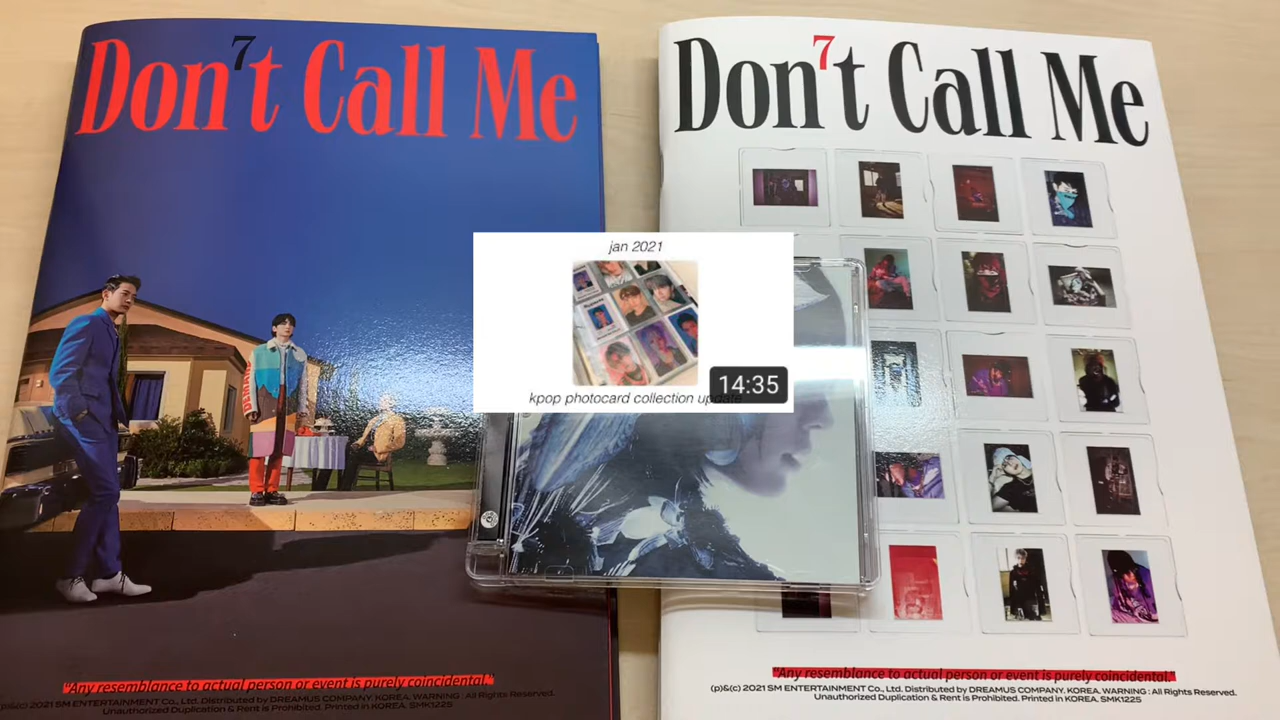 7
Don't Call Me
"Any resemblance to actual person or event is purely coincidental."
(p)&(c) 2021 SM ENTERTAINMENT Co., Ltd. Distributed by DREAMUS COMPANY. KOREA. WARNING : All Rights Reserved.
Unauthorized Duplication & Rent is Prohibited. Printed in KOREA. SMK1225
7
Don't Call Me
"Any resemblance to actual person or event is purely coincidental."
(p)&(c) 2021 SM ENTERTAINMENT Co., Ltd. Distributed by DREAMUS COMPANY. KOREA. WARNING : All Rights Reserved.
Unauthorized Duplication & Rent is Prohibited. Printed in KOREA. SMK1225
jan 2021
14:35
kpop photocard collection update